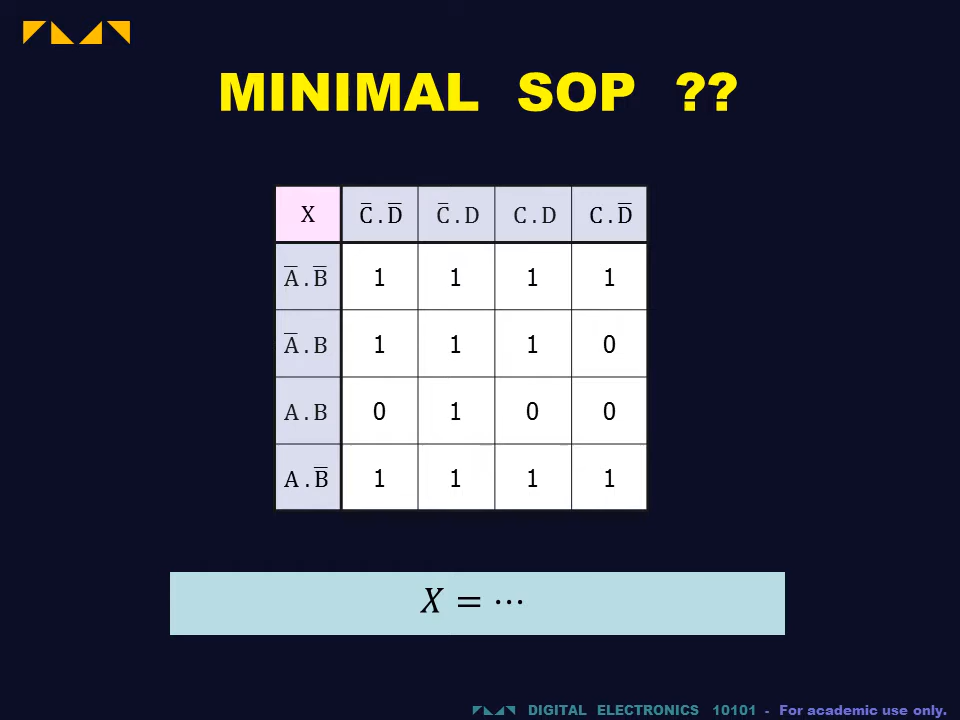 MINIMAL SOP ??
X C̅.D̅ C̅.D C.D C.D̅
A̅.B̅ 1 1 1 1
A̅.B 1 1 1 0
A.B 0 1 0 0
A.B̅ 1 1 1 1
X = ⋯
DIGITAL ELECTRONICS 10101 - For academic use only.